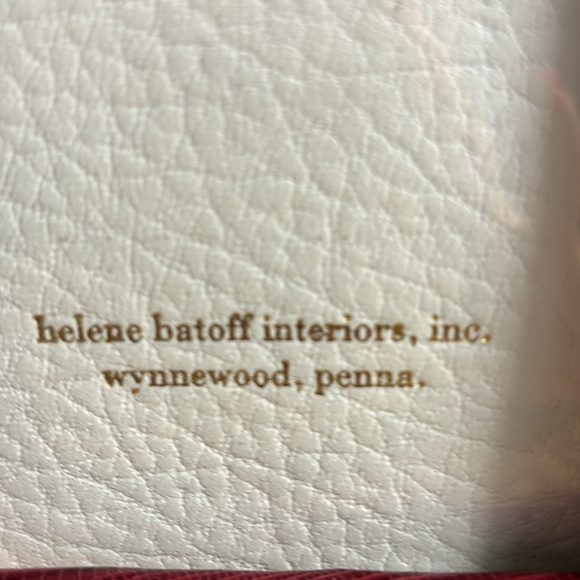 helene batoff interiors, inc.
wynnewood, penna.